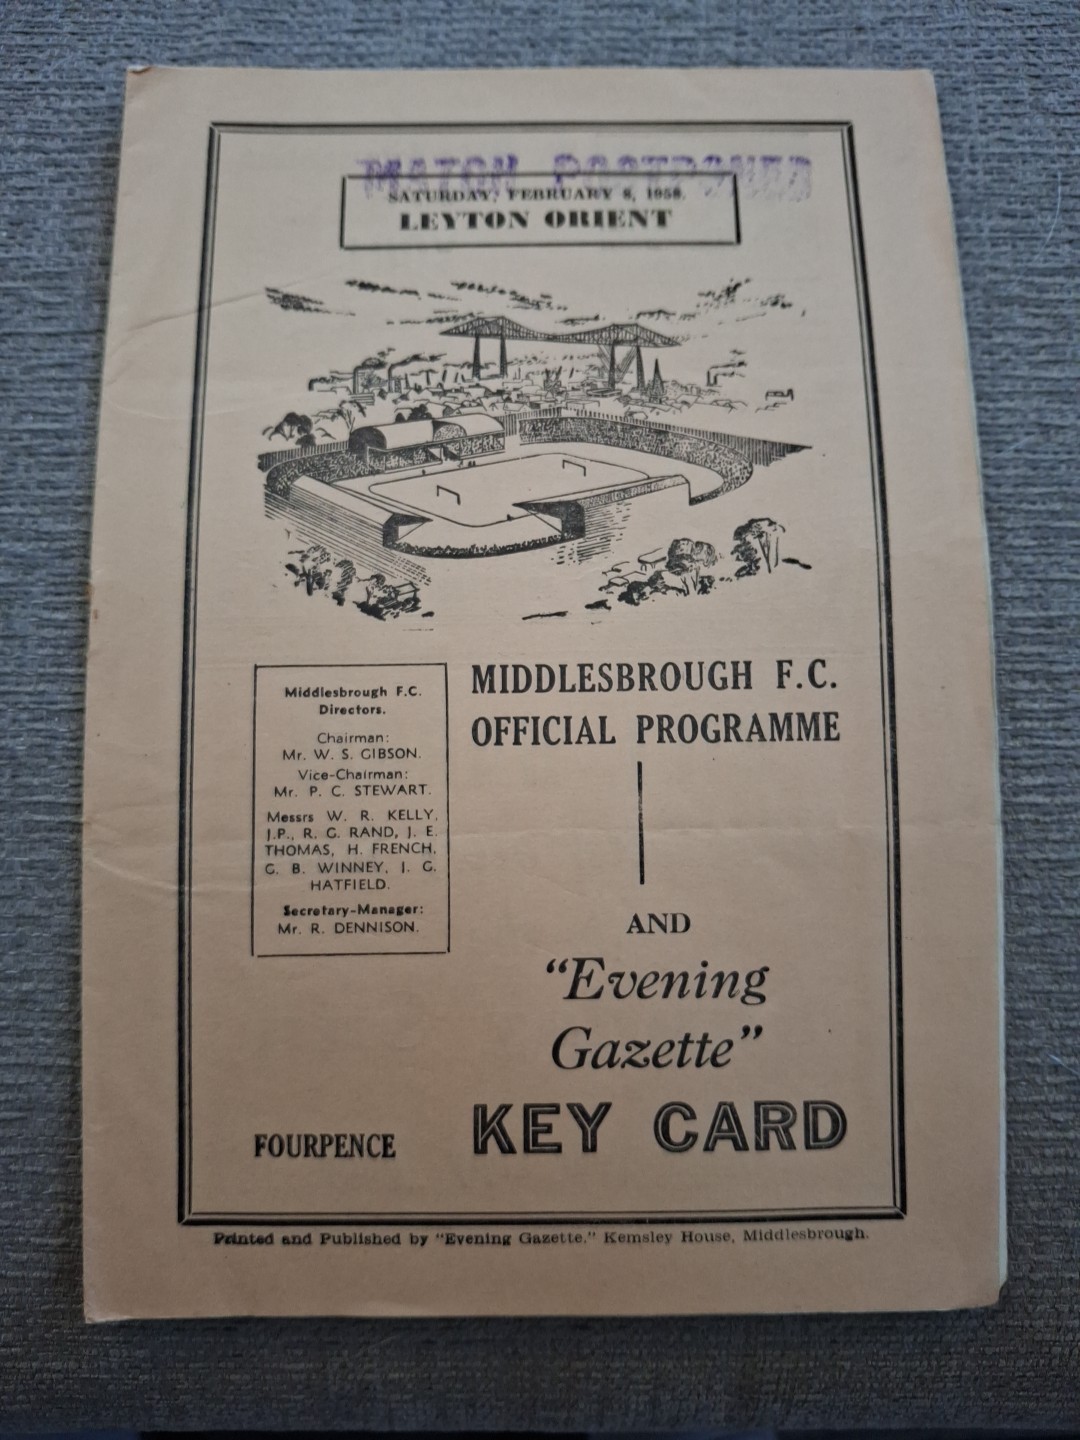 MATCH POSTPONED
SATURDAY, FEBRUARY 8, 1958.
LEYTON ORIENT
Middlesbrough F.C.
Directors.
Chairman:
Mr. W. S. GIBSON.
Vice-Chairman:
Mr. P. C. STEWART.
Messrs W. R. KELLY,
J.P., R. G. RAND, J. E.
THOMAS, H. FRENCH,
G. B. WINNEY, I. G.
HATFIELD.
Secretary-Manager:
Mr. R. DENNISON.
MIDDLESBROUGH F.C.
OFFICIAL PROGRAMME
AND
"Evening
Gazette"
KEY CARD
FOURPENCE
Printed and Published by "Evening Gazette," Kemsley House, Middlesbrough.